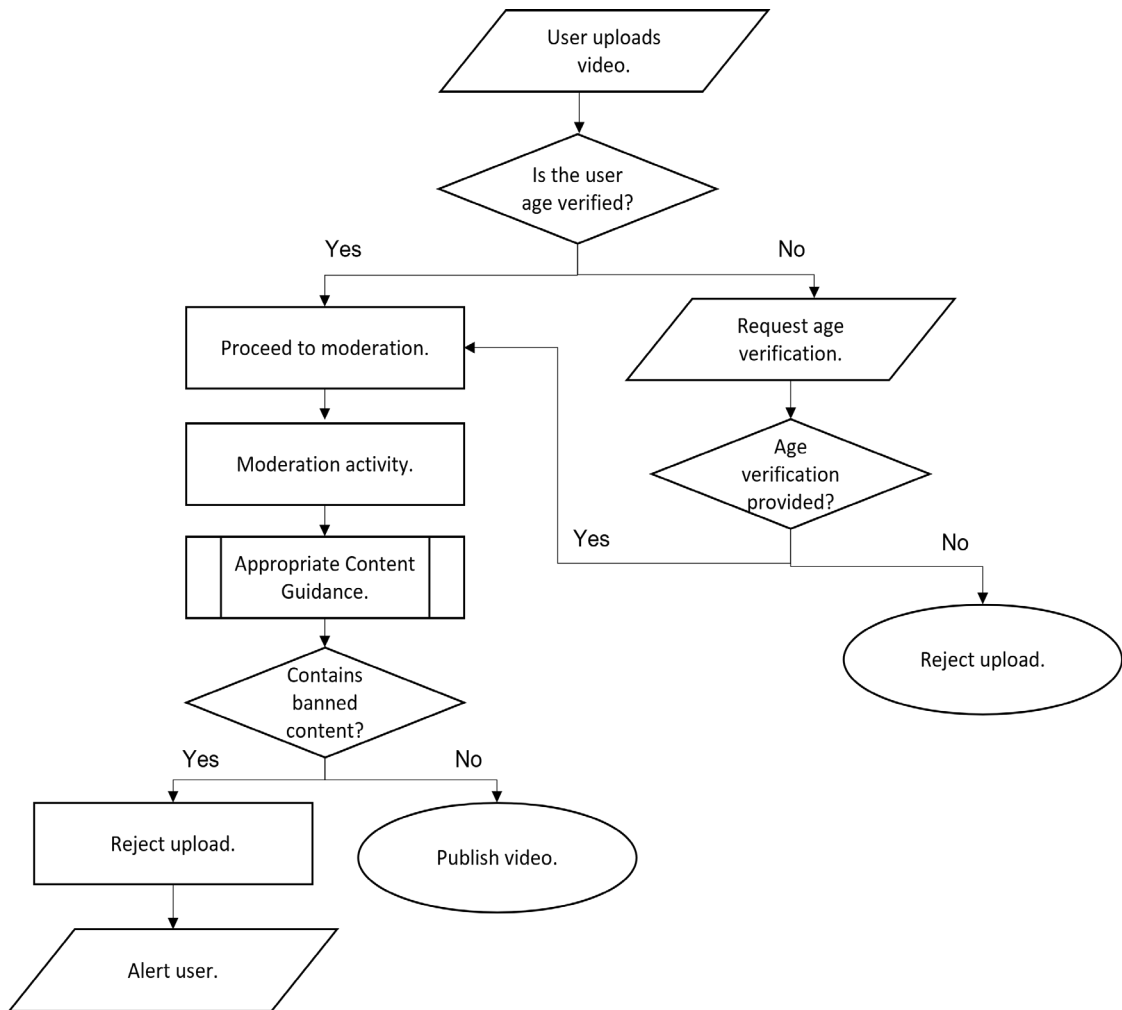 User uploads
video.
Is the user
age verified?
Yes
No
Proceed to moderation.
Request age
verification.
Moderation activity.
Age
verification
provided?
Yes
No
Appropriate Content
Guidance.
Reject upload.
Contains
banned
content?
Yes
No
Reject upload.
Publish video.
Alert user.